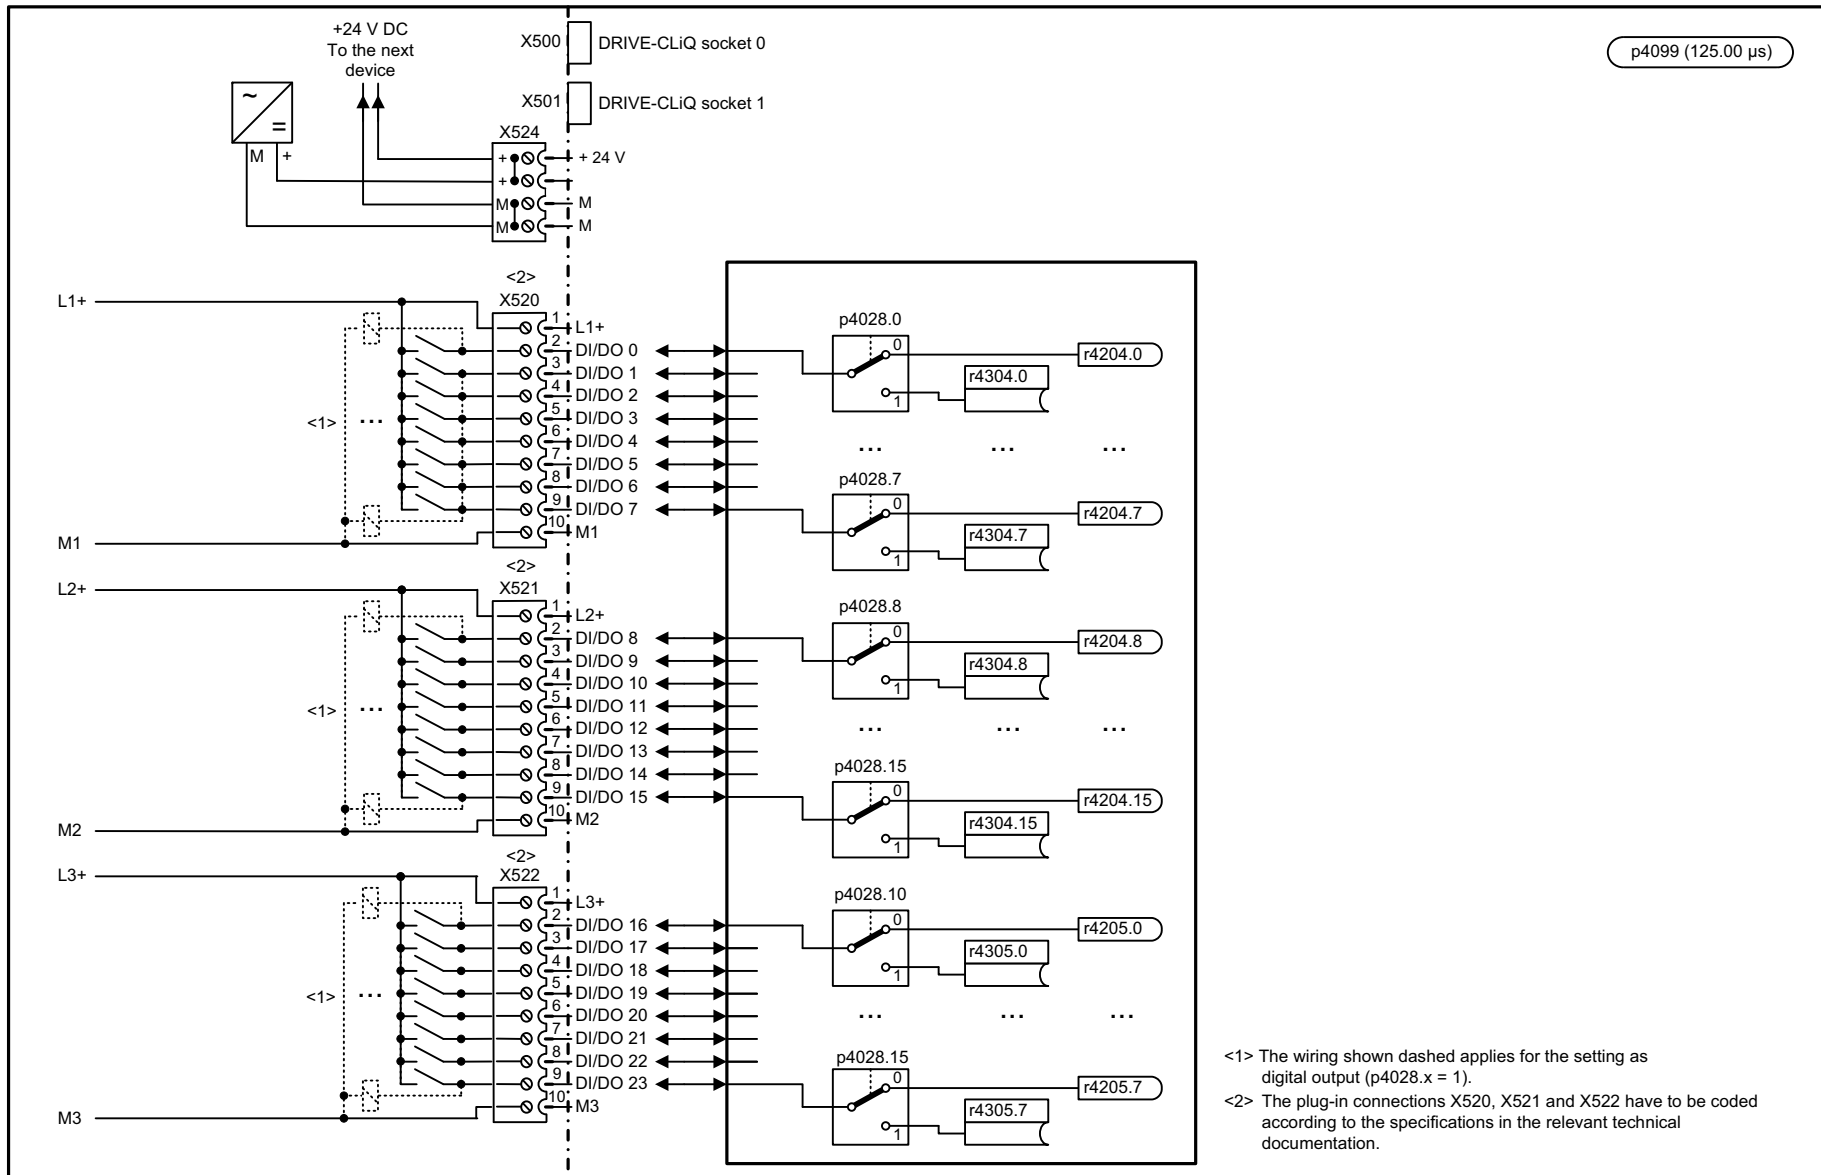 +24 V DC
To the next
device
X500
DRIVE-CLiQ socket 0
p4099 (125.00 µs)
X501
DRIVE-CLiQ socket 1
~
=
M +
X524
+ + 24 V
+
M M
M M
<2>
X520
L1+
1 L1+
2 DI/DO 0
3 DI/DO 1
4 DI/DO 2
5 DI/DO 3
6 DI/DO 4
7 DI/DO 5
8 DI/DO 6
9 DI/DO 7
10 M1
<1> ...
M1
p4028.0
0
1
r4204.0
r4304.0
... ... ...
p4028.7
0
1
r4204.7
r4304.7
<2>
X521
L2+
1 L2+
2 DI/DO 8
3 DI/DO 9
4 DI/DO 10
5 DI/DO 11
6 DI/DO 12
7 DI/DO 13
8 DI/DO 14
9 DI/DO 15
10 M2
<1> ...
M2
p4028.8
0
1
r4204.8
r4304.8
... ... ...
p4028.15
0
1
r4204.15
r4304.15
<2>
X522
L3+
1 L3+
2 DI/DO 16
3 DI/DO 17
4 DI/DO 18
5 DI/DO 19
6 DI/DO 20
7 DI/DO 21
8 DI/DO 22
9 DI/DO 23
10 M3
<1> ...
M3
p4028.10
0
1
r4205.0
r4305.0
... ... ...
p4028.15
0
1
r4205.7
r4305.7
<1> The wiring shown dashed applies for the setting as
digital output (p4028.x = 1).
<2> The plug-in connections X520, X521 and X522 have to be coded
according to the specifications in the relevant technical
documentation.